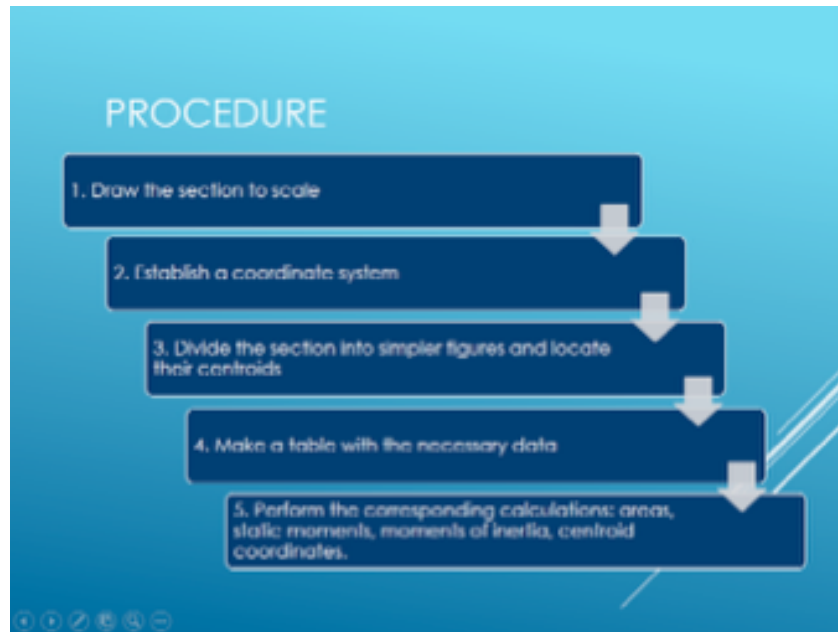 PROCEDURE
1. Draw the section to scale
2. Establish a coordinate system
3. Divide the section into simpler figures and locate
their centroids
4. Make a table with the necessary data
5. Perform the corresponding calculations: areas,
static moments, moments of inertia, centroid
coordinates.